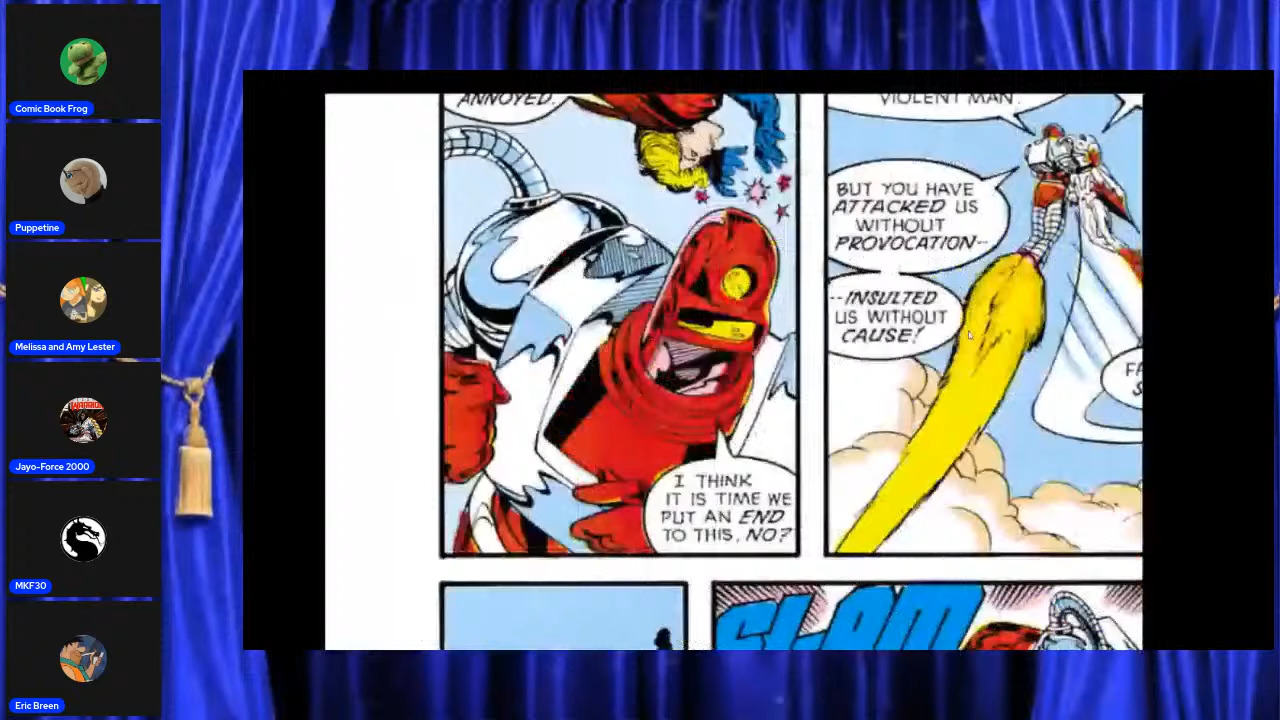 Comic Book Frog
Puppetine
Melissa and Amy Lester
Jayo-Force 2000
MKF30
Eric Breen
ANNOYED.
I THINK
IT IS TIME WE
PUT AN END
TO THIS, NO?
VIOLENT MAN.
BUT YOU HAVE
ATTACKED US
WITHOUT
PROVOCATION--
--INSULTED
US WITHOUT
CAUSE!
SLAM